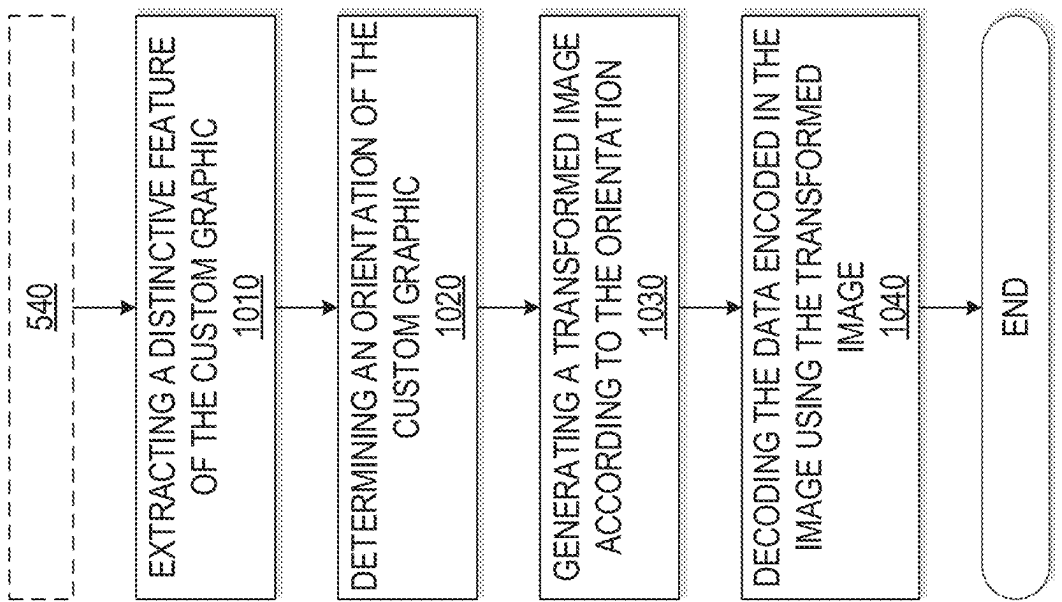 540
EXTRACTING A DISTINCTIVE FEATURE
OF THE CUSTOM GRAPHIC
1010
DETERMINING AN ORIENTATION OF THE
CUSTOM GRAPHIC
1020
GENERATING A TRANSFORMED IMAGE
ACCORDING TO THE ORIENTATION
1030
DECODING THE DATA ENCODED IN THE
IMAGE USING THE TRANSFORMED
IMAGE
1040
END